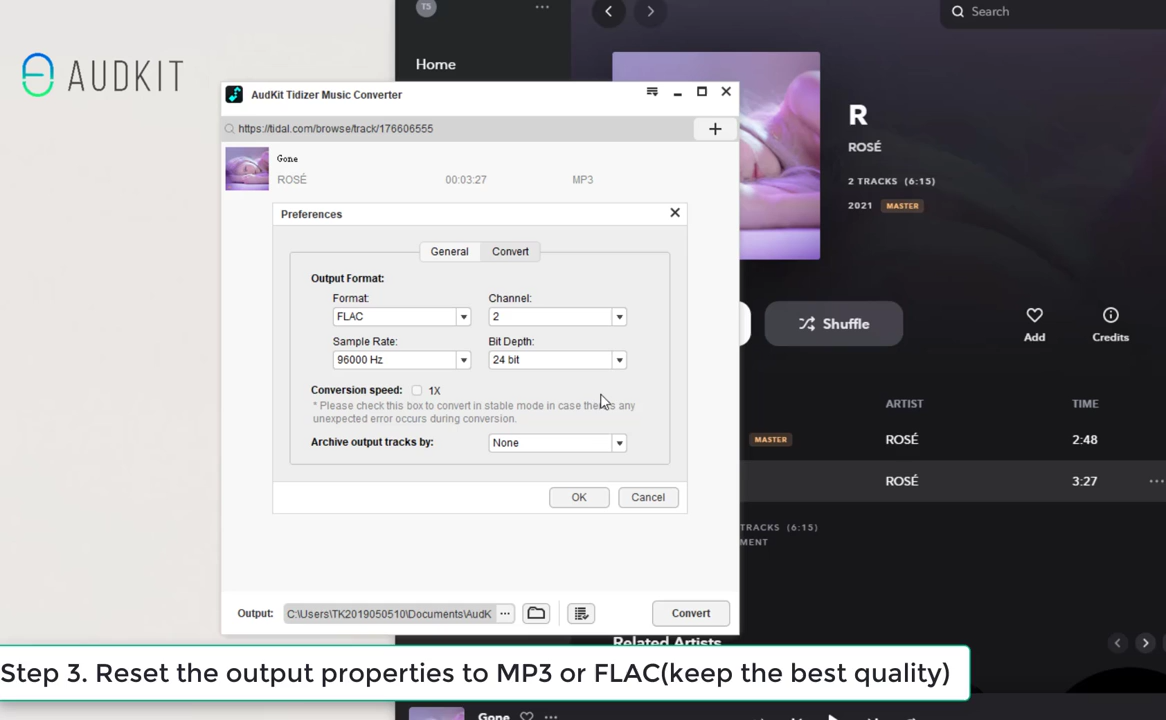 TS
...
Search
Home
AUDKIT
AudKit Tidizer Music Converter
https://tidal.com/browse/track/176606555
Gone
ROSÉ 00:03:27 MP3
Preferences
General Convert
Output Format:
Format: Channel:
FLAC 2
Sample Rate: Bit Depth:
96000 Hz 24 bit
Conversion speed: 1X
* Please check this box to convert in stable mode in case any
unexpected error occurs during conversion.
Archive output tracks by: None
OK Cancel
Output: C:\Users\TK2019050510\Documents\AudK ... Convert
R
ROSÉ
2 TRACKS (6:15)
2021 MASTER
Shuffle
Add Credits
ARTIST TIME
MASTER ROSÉ 2:48
ROSÉ 3:27 ...
TRACKS (6:15)
MENT
Related Artists
Step 3. Reset the output properties to MP3 or FLAC(keep the best quality)
Gone ...